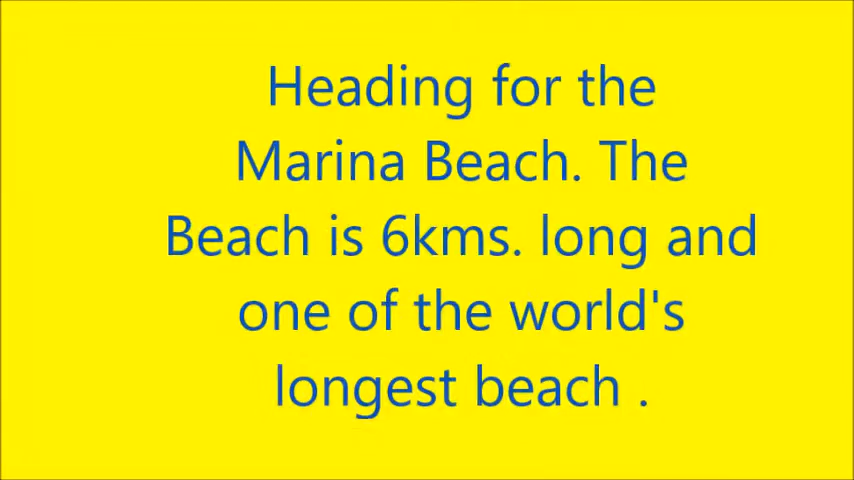 Heading for the
Marina Beach. The
Beach is 6kms. long and
one of the world's
longest beach .